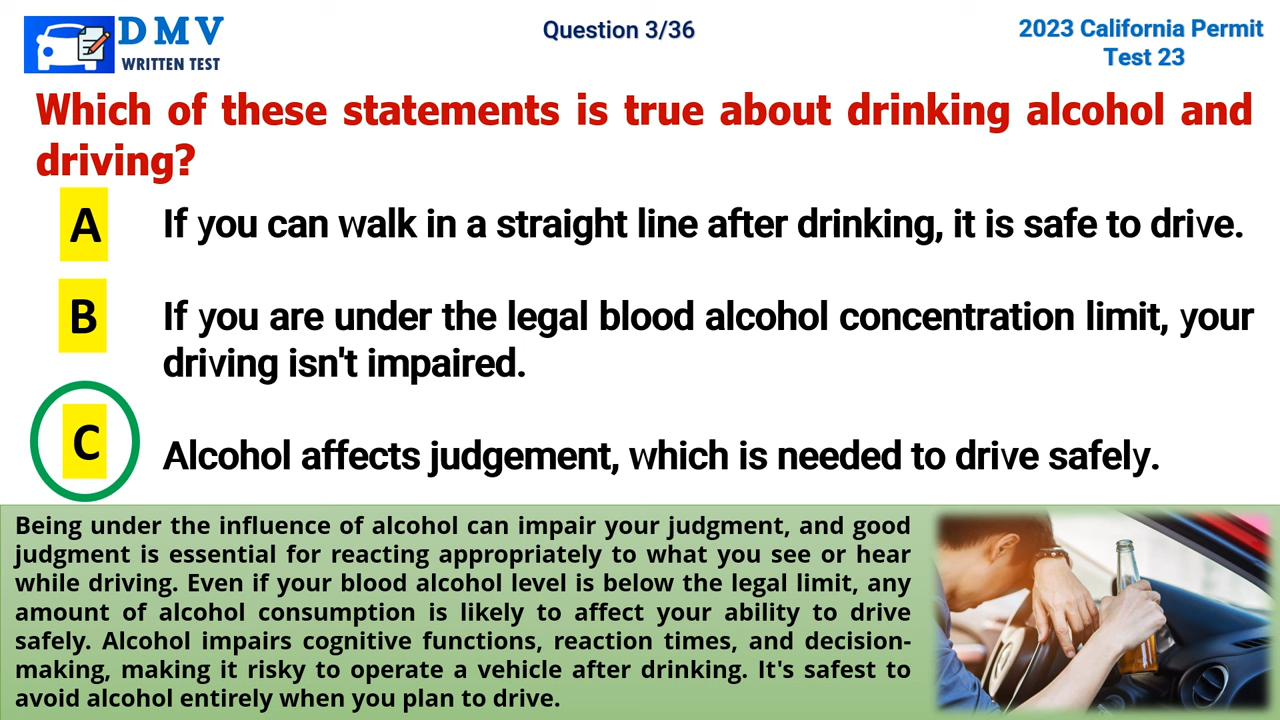 DMV
WRITTEN TEST
Question 3/36
2023 California Permit
Test 23
Which of these statements is true about drinking alcohol and
driving?
A
If you can walk in a straight line after drinking, it is safe to drive.
B
If you are under the legal blood alcohol concentration limit, your
driving isn't impaired.
C
Alcohol affects judgement, which is needed to drive safely.
Being under the influence of alcohol can impair your judgment, and good
judgment is essential for reacting appropriately to what you see or hear
while driving. Even if your blood alcohol level is below the legal limit, any
amount of alcohol consumption is likely to affect your ability to drive
safely. Alcohol impairs cognitive functions, reaction times, and decision-
making, making it risky to operate a vehicle after drinking. It's safest to
avoid alcohol entirely when you plan to drive.